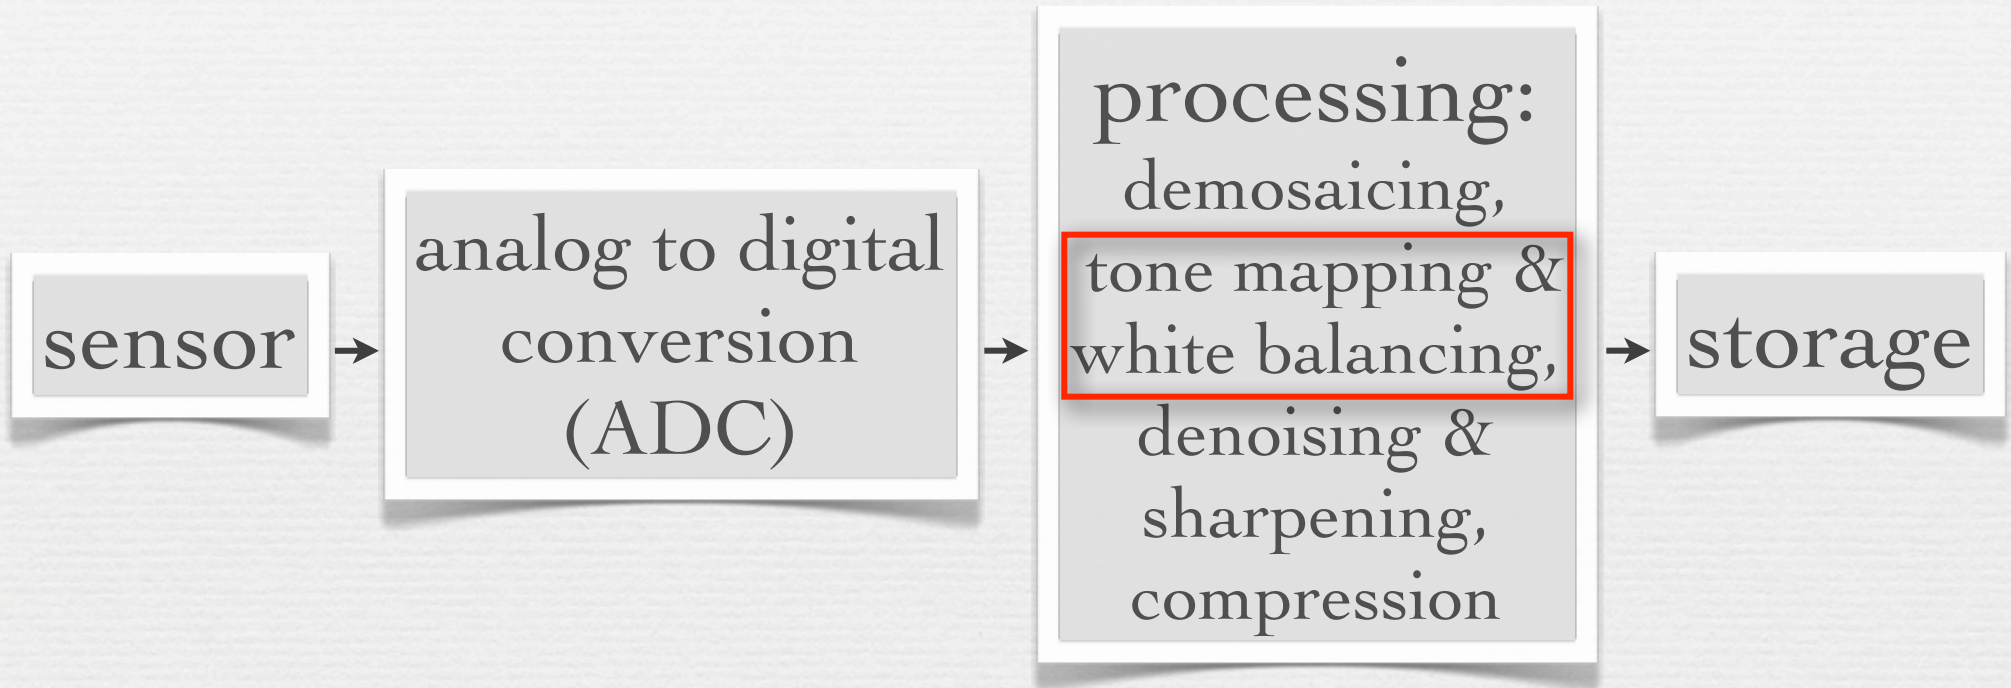 sensor
analog to digital
conversion
(ADC)
processing:
demosaicing,
tone mapping &
white balancing,
denoising &
sharpening,
compression
storage